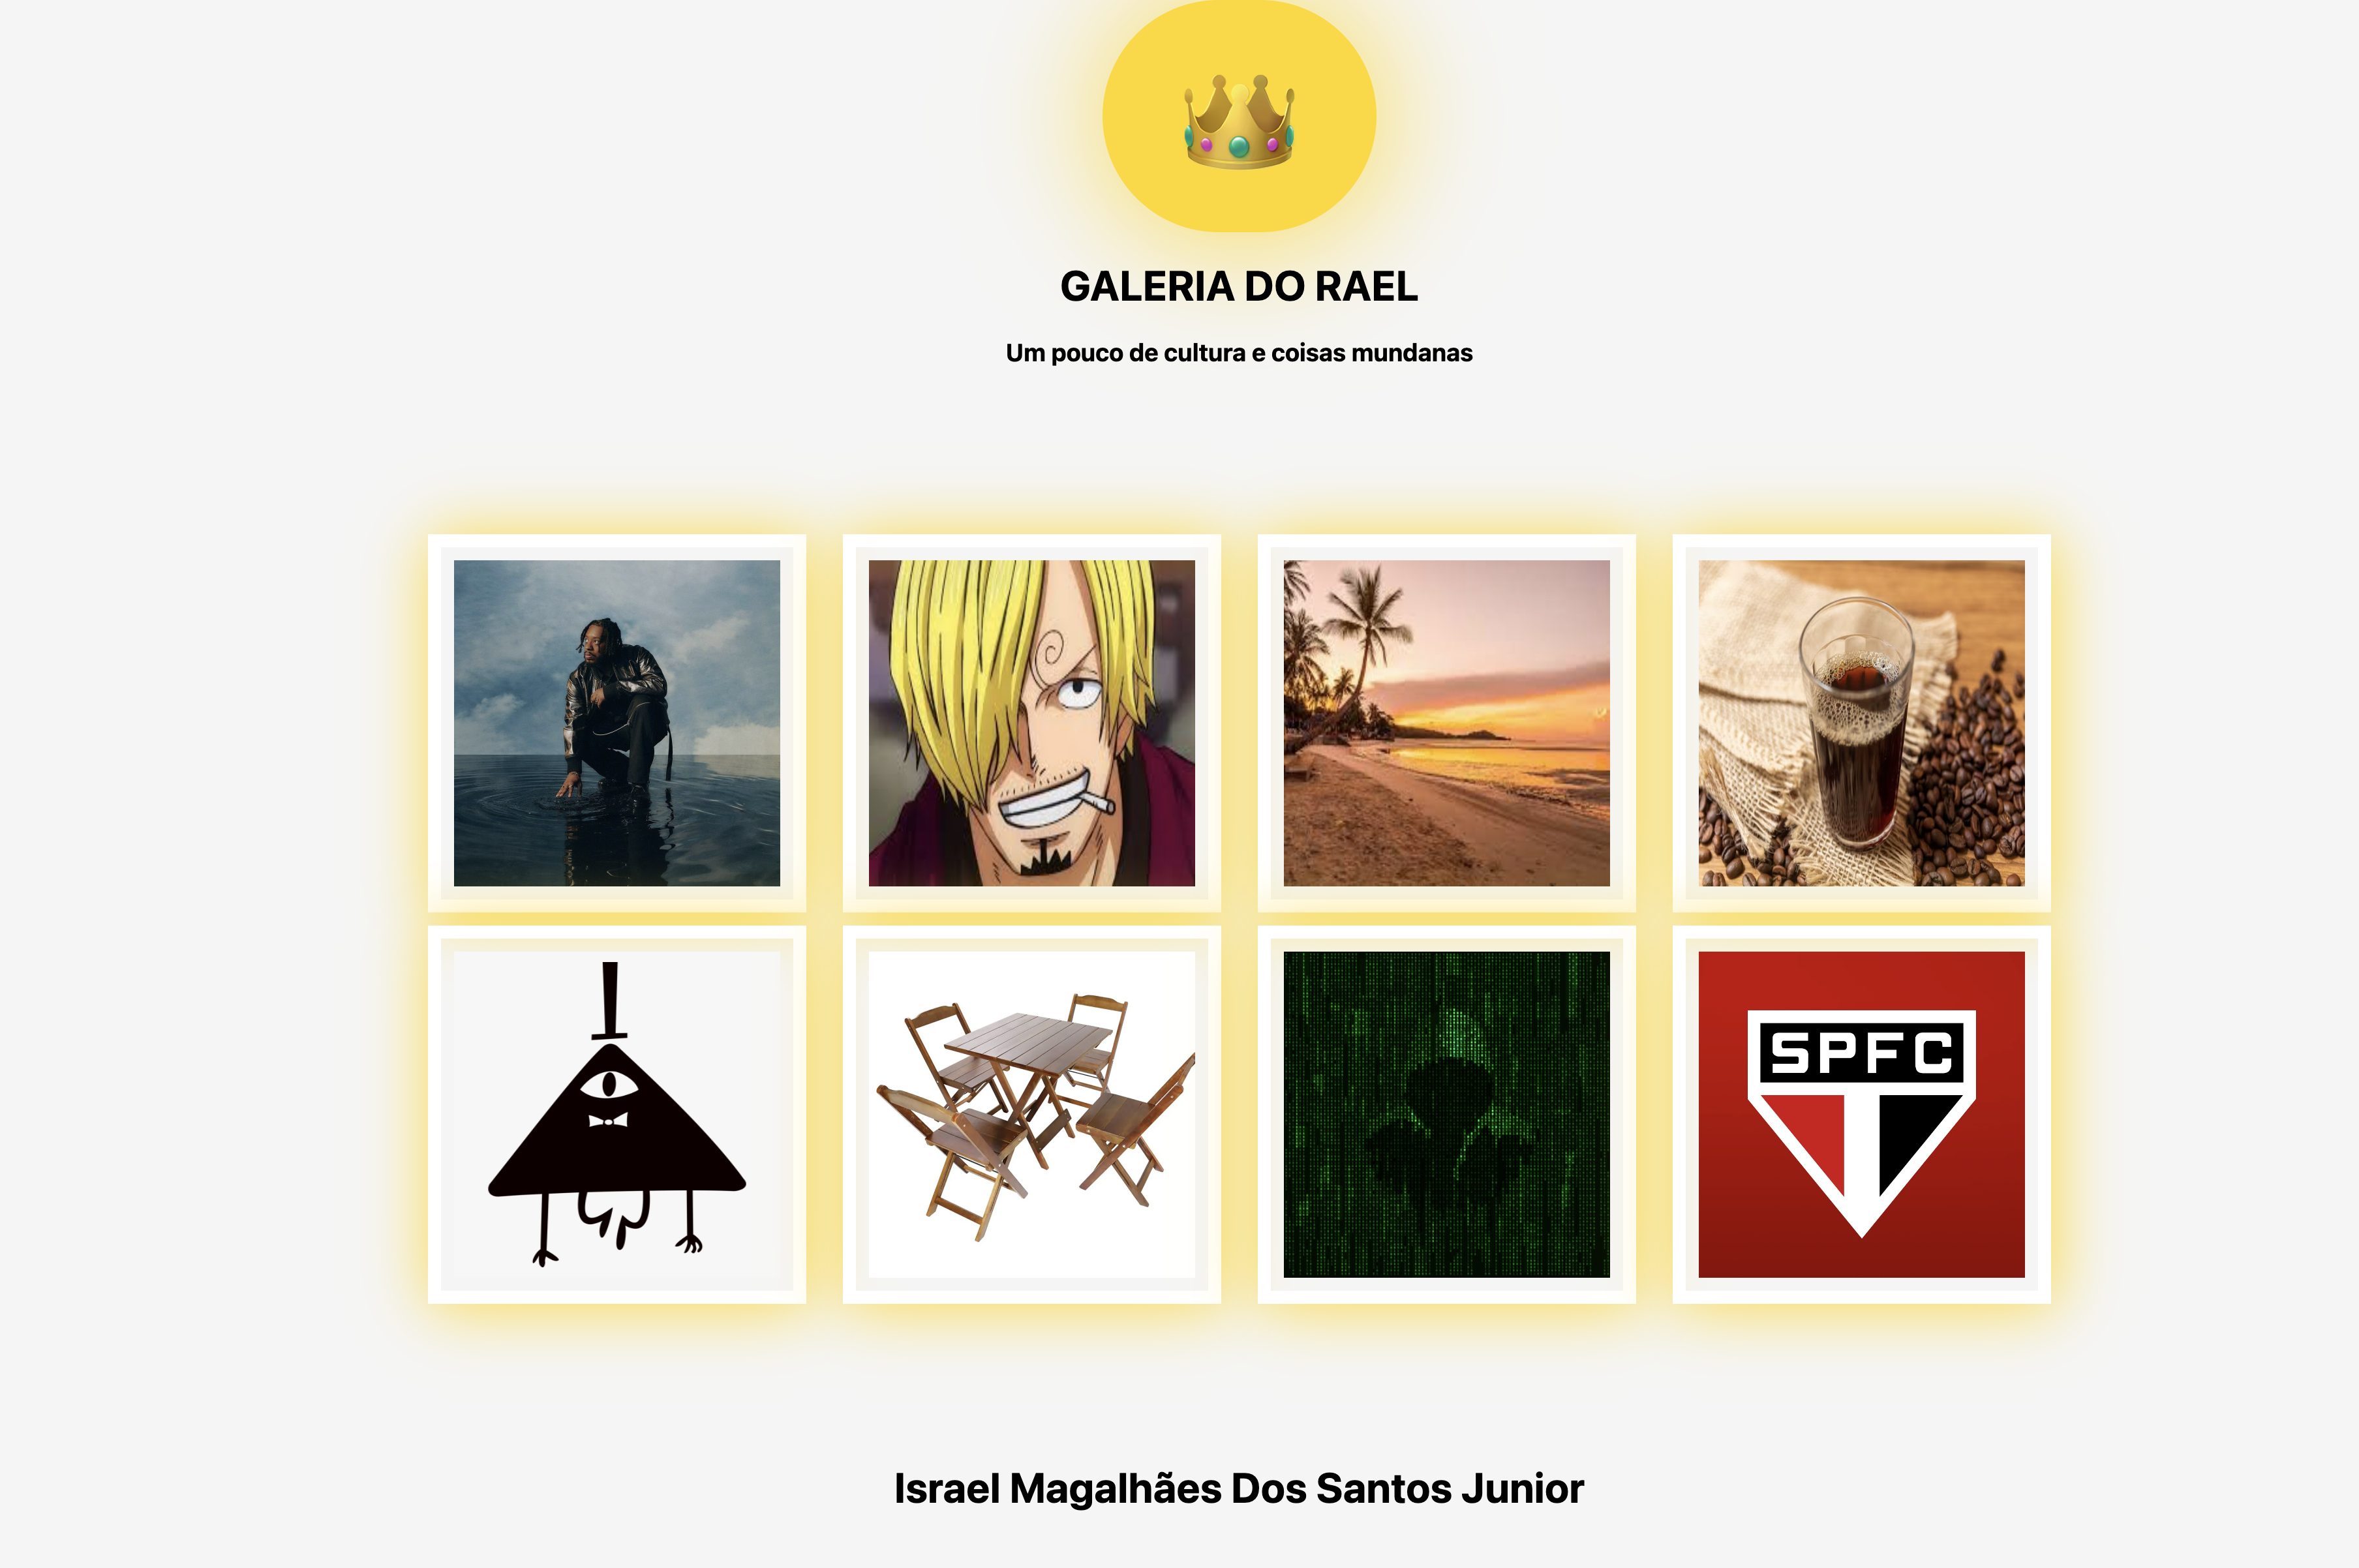 GALERIA DO RAEL
Um pouco de cultura e coisas mundanas
SPFC
Israel Magalhães Dos Santos Junior